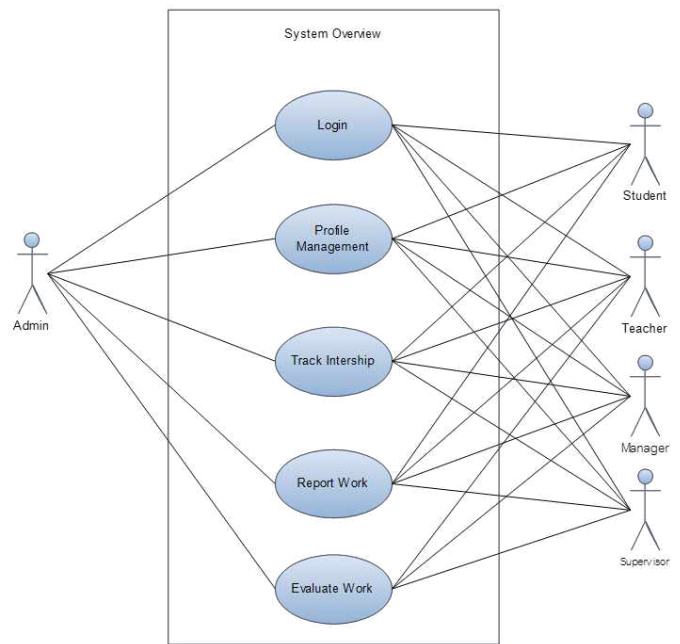 System Overview
Login
Profile
Management
Track Intership
Report Work
Evaluate Work
Admin
Student
Teacher
Manager
Supervisor